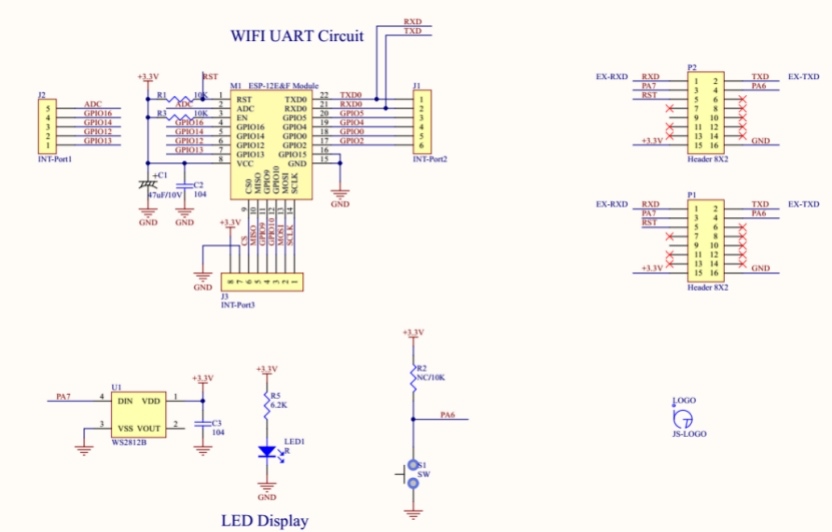 WIFI UART Circuit
RXD
TXD
+3.3V
RST
J2
5 ADC
4 GPIO16
3 GPIO14
2 GPIO12
1 GPIO13
INT-Port1
R1 10K
ADC
R3 10K
GPIO16
GPIO14
GPIO12
GPIO13
+C1
47uF/10V
C2
104
GND
GND
M1 ESP-12E&F Module
1 RST TXD0 22 TXD0
2 ADC RXD0 21 RXD0
3 EN GPIO5 20 GPIO5
4 GPIO16 GPIO4 19 GPIO4
5 GPIO14 GPIO0 18 GPIO0
6 GPIO12 GPIO2 17 GPIO2
7 GPIO13 GPIO15 16
8 VCC GND 15
CS0 MISO GPIO9 GPIO10 MOSI SCLK
9 10 11 12 13 14
CS MISO GPIO9 GPIO10 MOSI SCLK
J1
1
2
3
4
5
6
INT-Port2
GND
+3.3V
GND
8 7 6 5 4 3 2 1
J3
INT-Port3
P2
EX-RXD RXD 1 2 TXD EX-TXD
PA7 3 4 PA6
RST 5 6
7 8
9 10
11 12
13 14
+3.3V 15 16 GND
Header 8X2
P1
EX-RXD RXD 1 2 TXD EX-TXD
PA7 3 4 PA6
RST 5 6
7 8
9 10
11 12
13 14
+3.3V 15 16 GND
Header 8X2
U1
PA7 4 DIN VDD 1
3 VSS VOUT 2
WS2812B
+3.3V
C3
104
+3.3V
R5
6.2K
LED1
R
GND
LED Display
+3.3V
R2
NC/10K
PA6
S1
SW
LOGO
JS-LOGO